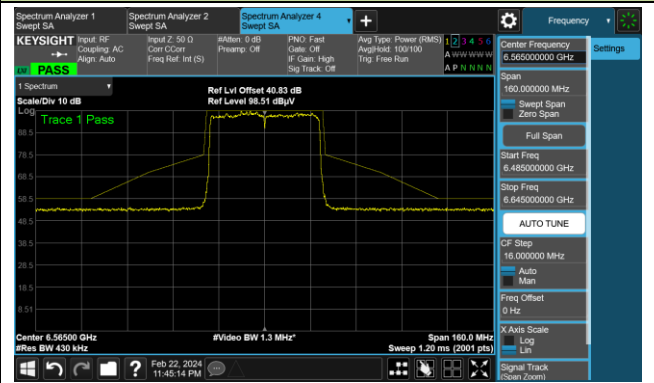 Spectrum Analyzer 1
Swept SA
Spectrum Analyzer 2
Swept SA
Spectrum Analyzer 4
Swept SA
Frequency
KEYSIGHT
Input: RF
Coupling: AC
Align: Auto
Input Z: 50 Ω
Corr CCorr
Freq Ref: Int (S)
#Atten: 0 dB
Preamp: Off
PNO: Fast
Gate: Off
IF Gain: High
Sig Track: Off
Avg Type: Power (RMS)
Avg|Hold: 100/100
Trig: Free Run
1 2 3 4 5 6
A W W W W W
A P N N N N
PASS
1 Spectrum
Scale/Div 10 dB
Ref Lvl Offset 40.83 dB
Ref Level 98.51 dBµV
Log
Trace 1 Pass
88.5
78.5
68.5
58.5
48.5
38.5
28.5
18.5
8.51
Center 6.56500 GHz
#Res BW 430 kHz
#Video BW 1.3 MHz*
Span 160.0 MHz
Sweep 1.20 ms (2001 pts)
Center Frequency
6.565000000 GHz
Settings
Span
160.000000 MHz
Swept Span
Zero Span
Full Span
Start Freq
6.485000000 GHz
Stop Freq
6.645000000 GHz
AUTO TUNE
CF Step
16.000000 MHz
Auto
Man
Freq Offset
0 Hz
X Axis Scale
Log
Lin
Signal Track
(Span Zoom)
?
Feb 22, 2024
11:45:14 PM